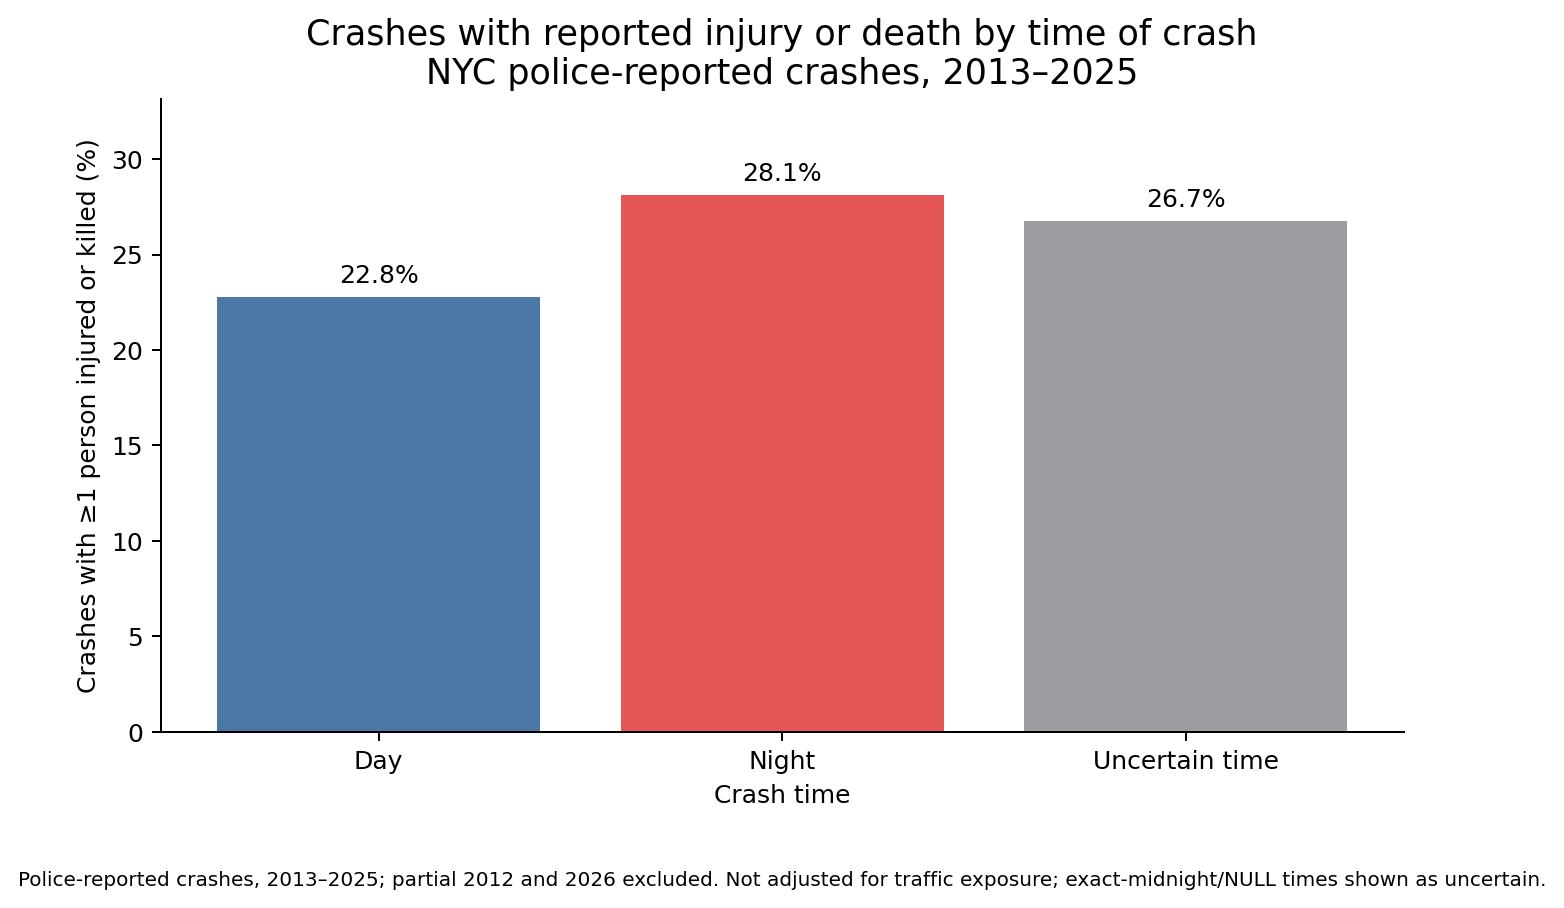 Crashes with reported injury or death by time of crash
NYC police-reported crashes, 2013–2025
Crashes with ≥1 person injured or killed (%)
30
25
20
15
10
5
0
22.8%
28.1%
26.7%
Day
Night
Uncertain time
Crash time
Police-reported crashes, 2013–2025; partial 2012 and 2026 excluded. Not adjusted for traffic exposure; exact-midnight/NULL times shown as uncertain.